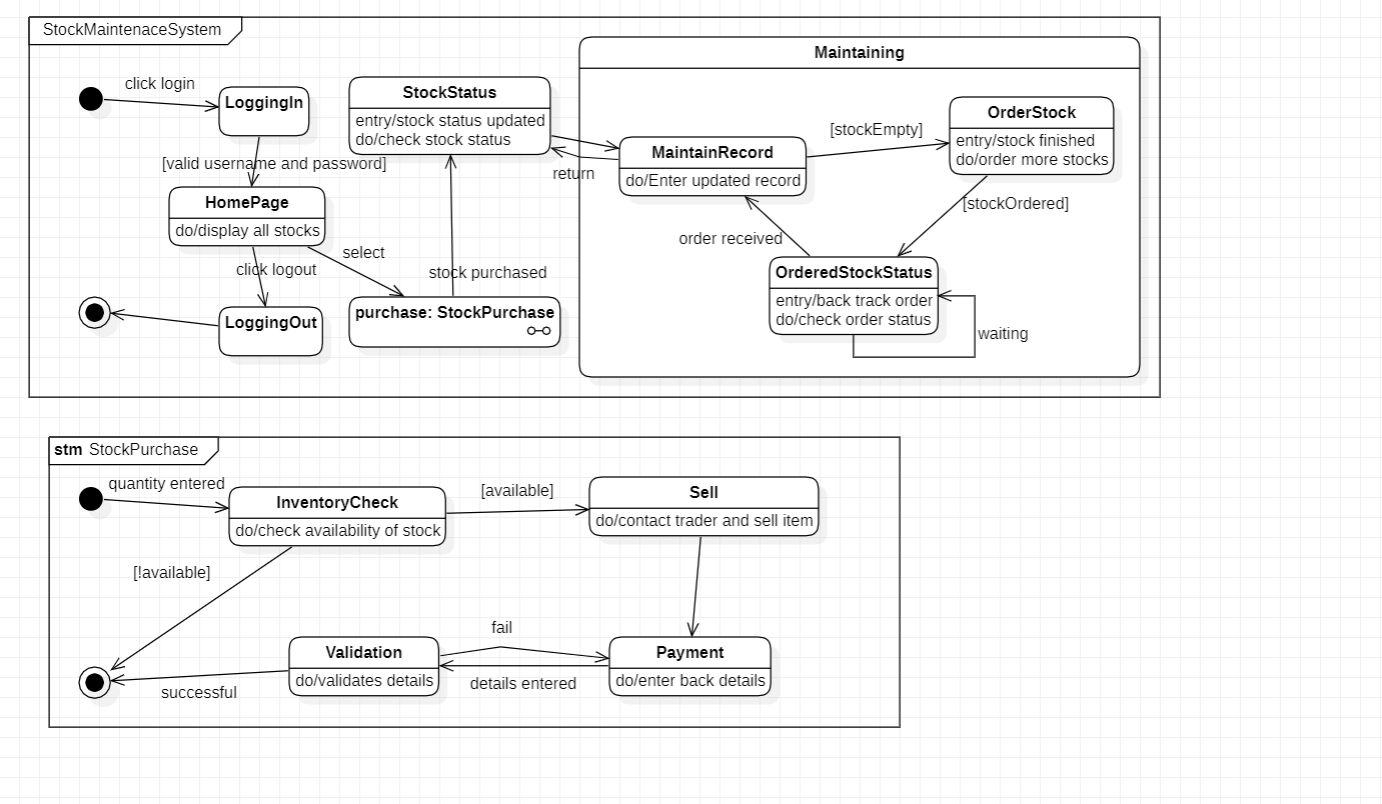 StockMaintenaceSystem
Maintaining
click login
LoggingIn
StockStatus
entry/stock status updated
do/check stock status
[stockEmpty]
OrderStock
entry/stock finished
do/order more stocks
MaintainRecord
do/Enter updated record
[valid username and password]
return
HomePage
do/display all stocks
[stockOrdered]
order received
select
click logout
stock purchased
OrderedStockStatus
entry/back track order
do/check order status
waiting
LoggingOut
purchase: StockPurchase
stm StockPurchase
quantity entered
InventoryCheck
do/check availability of stock
[available]
Sell
do/contact trader and sell item
[!available]
fail
Validation
do/validates details
Payment
do/enter back details
details entered
successful